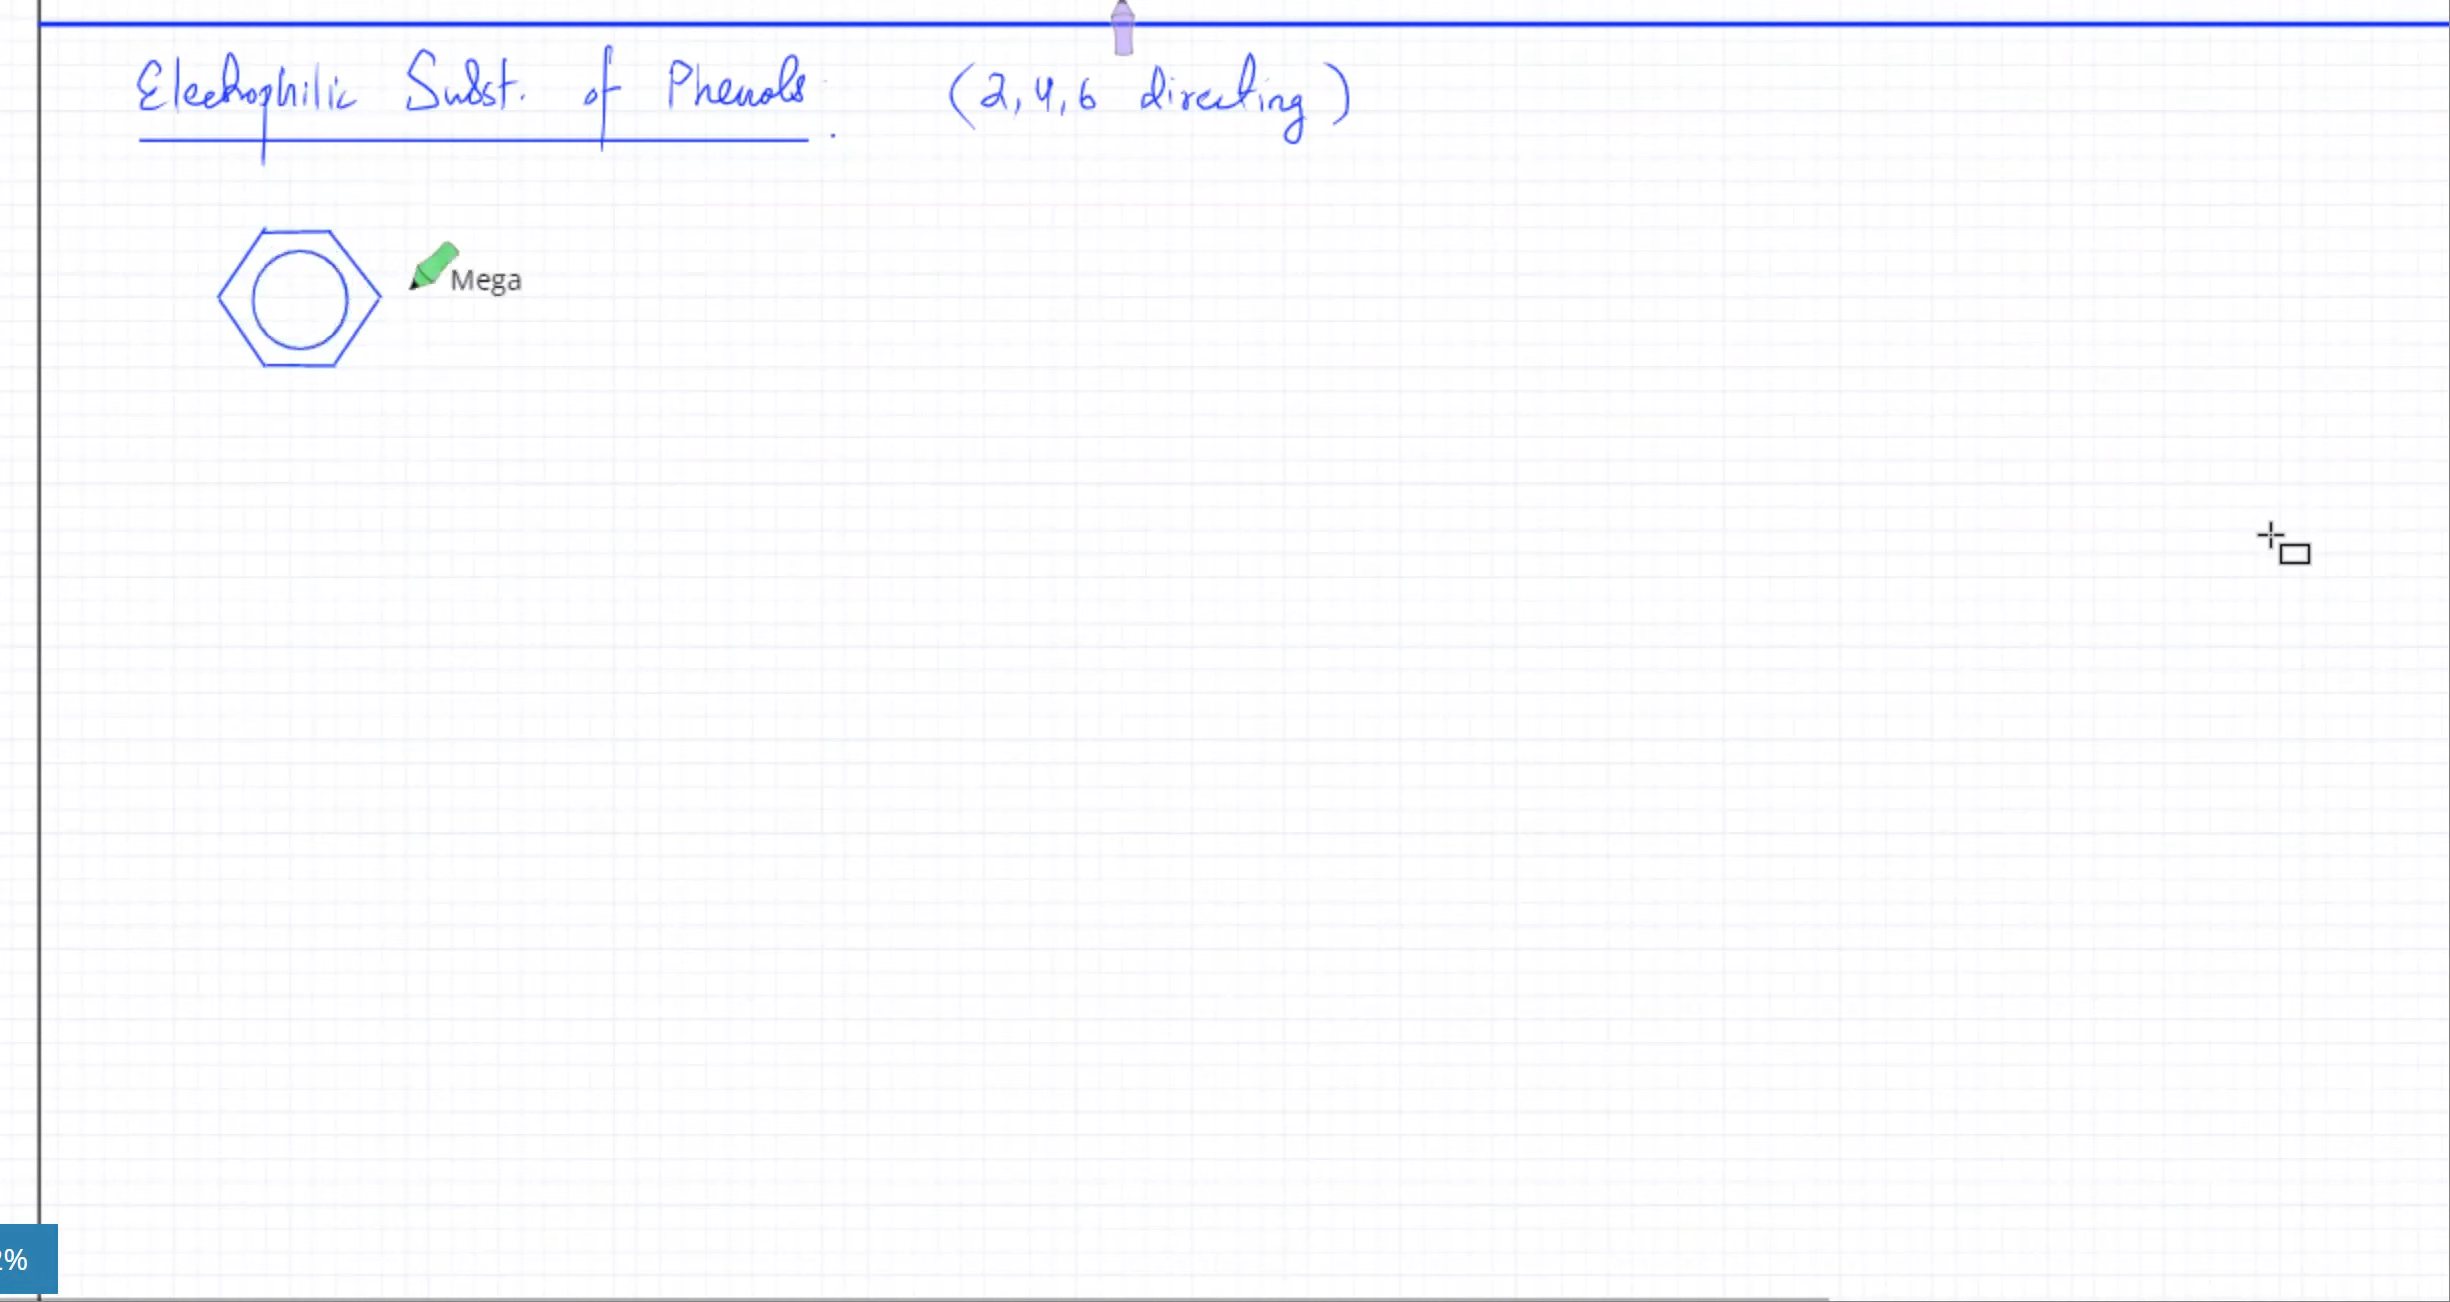 Electrophilic Subst. of Phenols. (2,4,6 directing)
Mega
2%